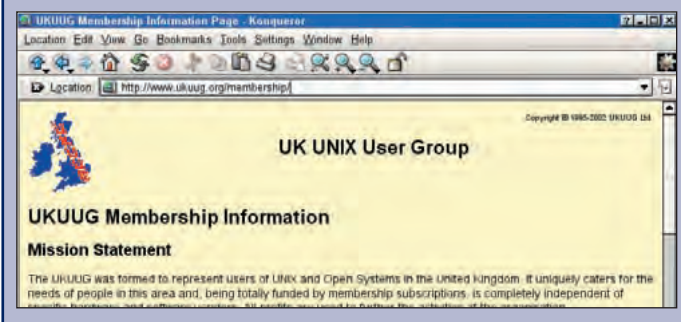 UKUUG Membership Information Page - Konqueror
Location Edit View Go Bookmarks Tools Settings Window Help
Location: http://www.ukuug.org/membership/
Copyright © 1995-2002 UKUUG Ltd.
UK UNIX User Group
UKUUG Membership Information
Mission Statement
The UKUUG was formed to represent users of UNIX and Open Systems in the United Kingdom. It uniquely caters for the
needs of people in this area and, being totally funded by membership subscriptions, is completely independent of